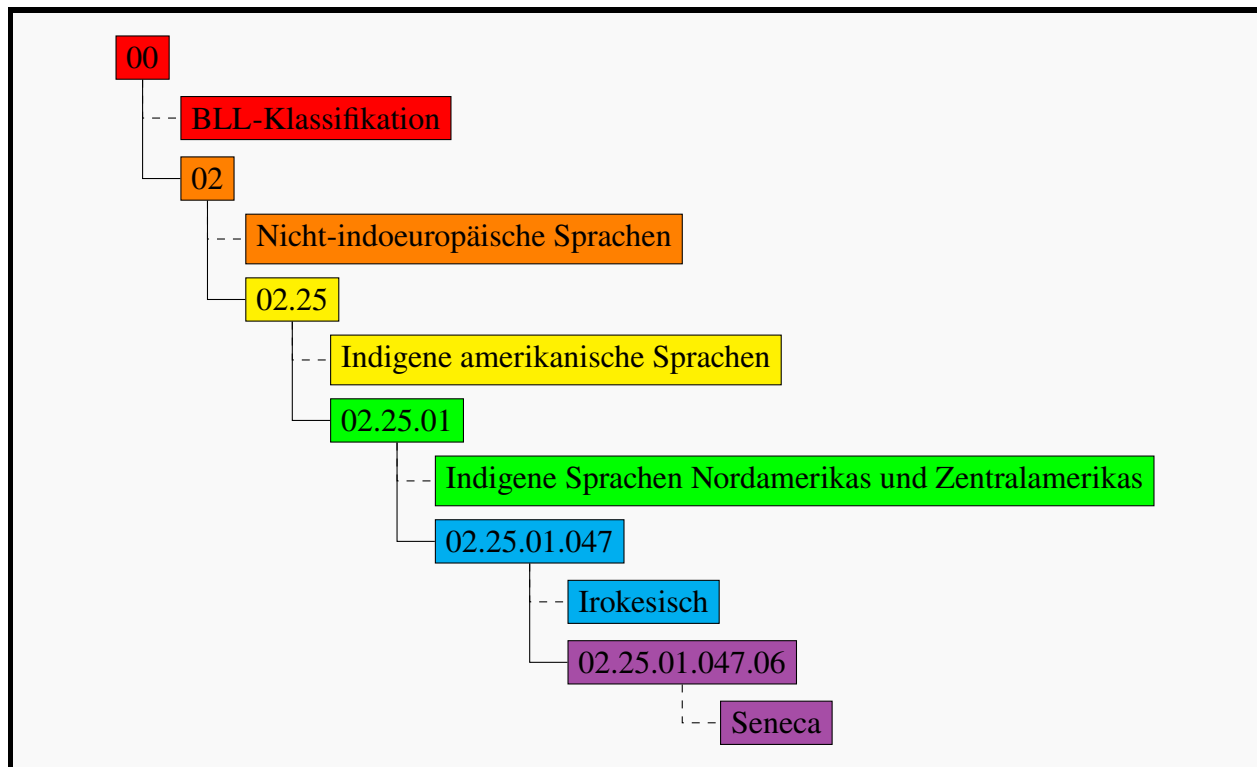 00
BLL-Klassifikation
02
Nicht-indoeuropäische Sprachen
02.25
Indigene amerikanische Sprachen
02.25.01
Indigene Sprachen Nordamerikas und Zentralamerikas
02.25.01.047
Irokesisch
02.25.01.047.06
Seneca